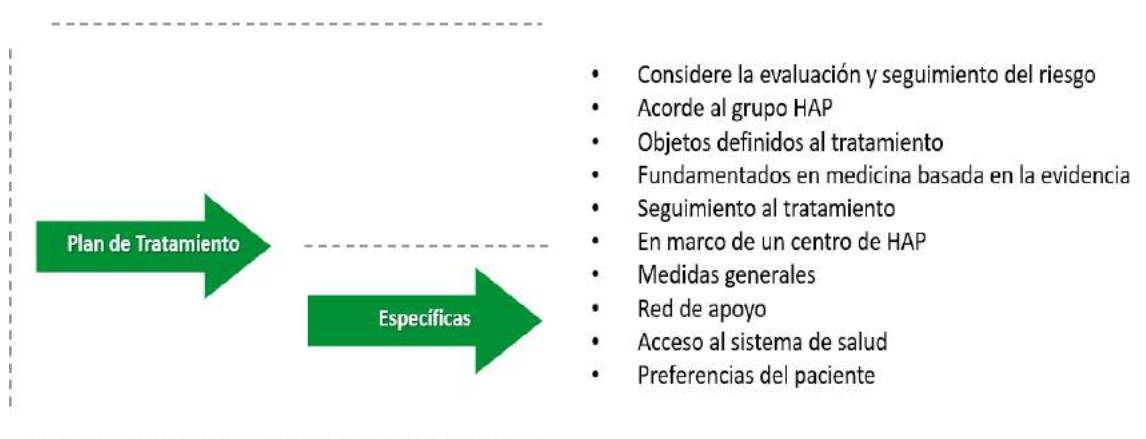 • Considere la evaluación y seguimiento del riesgo
• Acorde al grupo HAP
• Objetos definidos al tratamiento
• Fundamentados en medicina basada en la evidencia
• Seguimiento al tratamiento
Plan de Tratamiento
• En marco de un centro de HAP
• Medidas generales
• Red de apoyo
Específicas
• Acceso al sistema de salud
• Preferencias del paciente